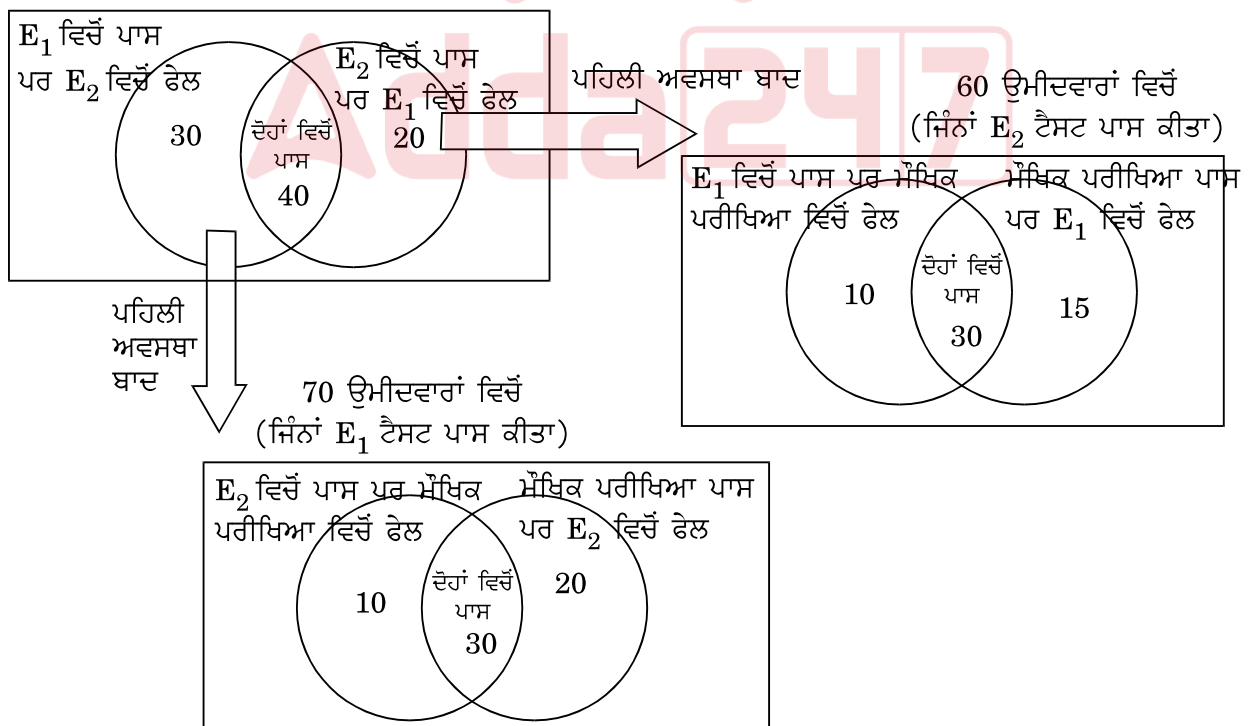 E₁ ਵਿਚੋਂ ਪਾਸ
ਪਰ E₂ ਵਿਚੋਂ ਫੇਲ
30
E₂ ਵਿਚੋਂ ਪਾਸ
ਪਰ E₁ ਵਿਚੋਂ ਫੇਲ
20
ਦੋਹਾਂ ਵਿਚੋਂ
ਪਾਸ
40
ਪਹਿਲੀ ਅਵਸਥਾ ਬਾਦ
60 ਉਮੀਦਵਾਰਾਂ ਵਿਚੋਂ
(ਜਿੰਨਾਂ E₂ ਟੈਸਟ ਪਾਸ ਕੀਤਾ)
E₁ ਵਿਚੋਂ ਪਾਸ ਪਰ ਮੌਖਿਕ
ਪਰੀਖਿਆ ਵਿਚੋਂ ਫੇਲ
10
ਮੌਖਿਕ ਪਰੀਖਿਆ ਪਾਸ
ਪਰ E₁ ਵਿਚੋਂ ਫੇਲ
15
ਦੋਹਾਂ ਵਿਚੋਂ
ਪਾਸ
30
ਪਹਿਲੀ
ਅਵਸਥਾ
ਬਾਦ
70 ਉਮੀਦਵਾਰਾਂ ਵਿਚੋਂ
(ਜਿੰਨਾਂ E₁ ਟੈਸਟ ਪਾਸ ਕੀਤਾ)
E₂ ਵਿਚੋਂ ਪਾਸ ਪਰ ਮੌਖਿਕ
ਪਰੀਖਿਆ ਵਿਚੋਂ ਫੇਲ
10
ਮੌਖਿਕ ਪਰੀਖਿਆ ਪਾਸ
ਪਰ E₂ ਵਿਚੋਂ ਫੇਲ
20
ਦੋਹਾਂ ਵਿਚੋਂ
ਪਾਸ
30
Adda247